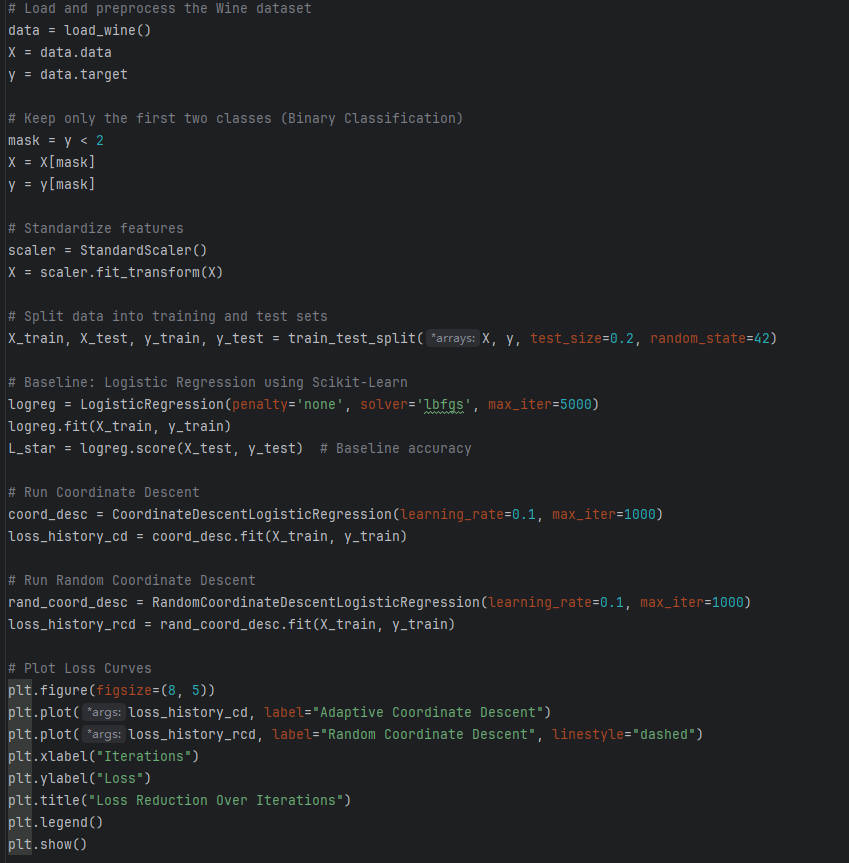 # Load and preprocess the Wine dataset
data = load_wine()
X = data.data
y = data.target
# Keep only the first two classes (Binary Classification)
mask = y < 2
X = X[mask]
y = y[mask]
# Standardize features
scaler = StandardScaler()
X = scaler.fit_transform(X)
# Split data into training and test sets
X_train, X_test, y_train, y_test = train_test_split( *arrays: X, y, test_size=0.2, random_state=42)
# Baseline: Logistic Regression using Scikit-Learn
logreg = LogisticRegression(penalty='none', solver='lbfgs', max_iter=5000)
logreg.fit(X_train, y_train)
L_star = logreg.score(X_test, y_test)  # Baseline accuracy
# Run Coordinate Descent
coord_desc = CoordinateDescentLogisticRegression(learning_rate=0.1, max_iter=1000)
loss_history_cd = coord_desc.fit(X_train, y_train)
# Run Random Coordinate Descent
rand_coord_desc = RandomCoordinateDescentLogisticRegression(learning_rate=0.1, max_iter=1000)
loss_history_rcd = rand_coord_desc.fit(X_train, y_train)
# Plot Loss Curves
plt.figure(figsize=(8, 5))
plt.plot( *args: loss_history_cd, label="Adaptive Coordinate Descent")
plt.plot( *args: loss_history_rcd, label="Random Coordinate Descent", linestyle="dashed")
plt.xlabel("Iterations")
plt.ylabel("Loss")
plt.title("Loss Reduction Over Iterations")
plt.legend()
plt.show()